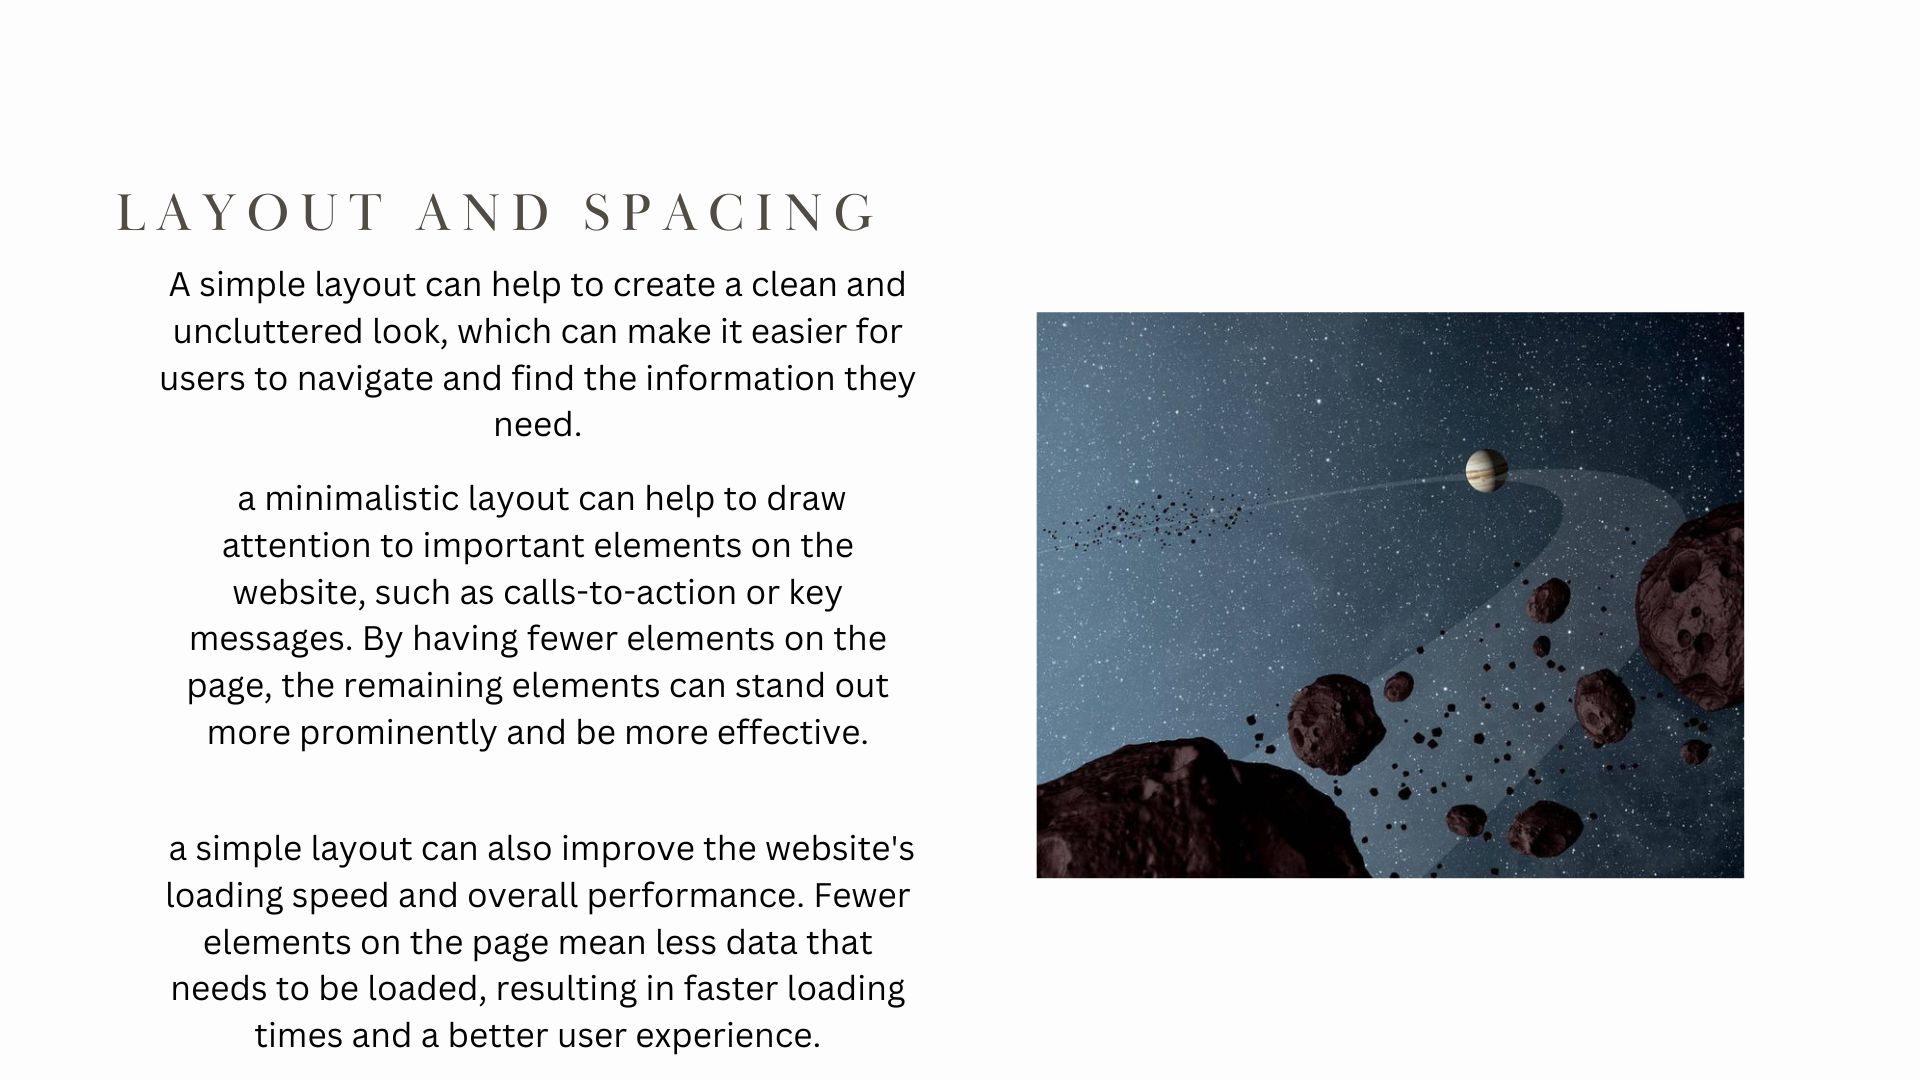 LAYOUT AND SPACING
A simple layout can help to create a clean and
uncluttered look, which can make it easier for
users to navigate and find the information they
need.
a minimalistic layout can help to draw
attention to important elements on the
website, such as calls-to-action or key
messages. By having fewer elements on the
page, the remaining elements can stand out
more prominently and be more effective.
a simple layout can also improve the website's
loading speed and overall performance. Fewer
elements on the page mean less data that
needs to be loaded, resulting in faster loading
times and a better user experience.